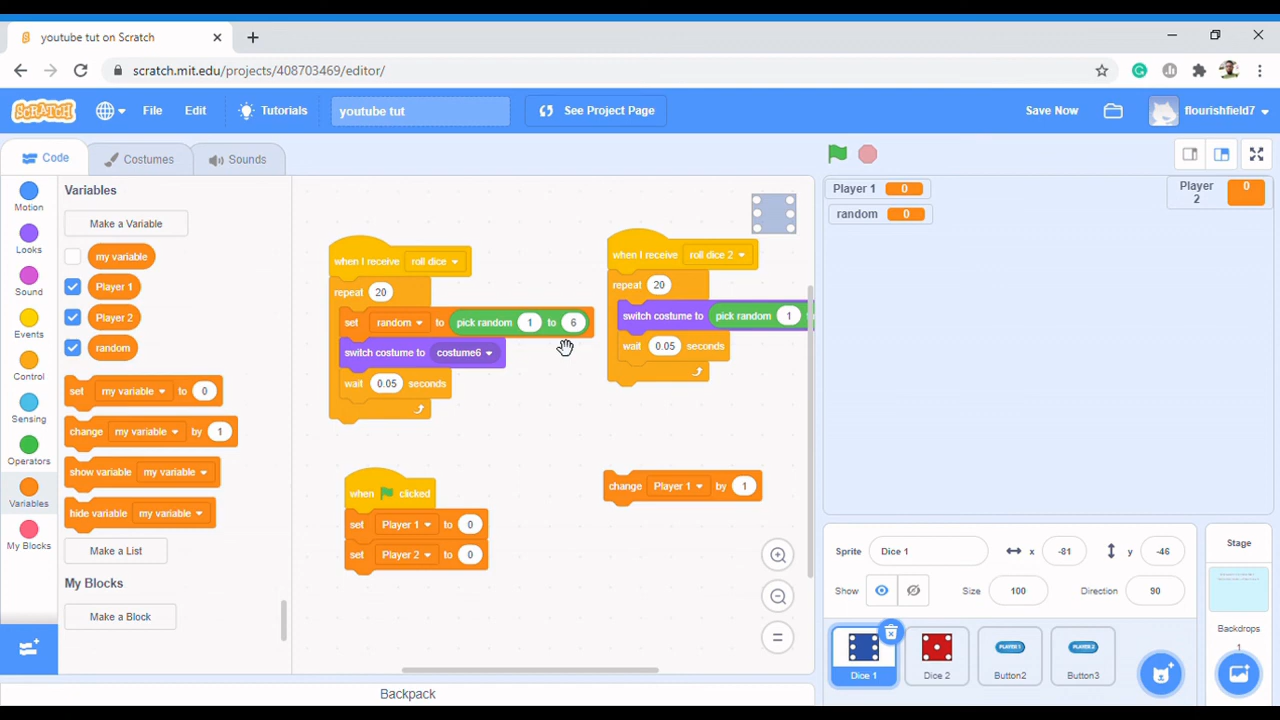 youtube tut on Scratch
scratch.mit.edu/projects/408703469/editor/
SCRATCH File Edit Tutorials youtube tut See Project Page Save Now flourishfield7
Code Costumes Sounds
Motion
Looks
Sound
Events
Control
Sensing
Operators
Variables
My Blocks
Variables
Make a Variable
my variable
Player 1
Player 2
random
set my variable to 0
change my variable by 1
show variable my variable
hide variable my variable
Make a List
My Blocks
Make a Block
when I receive roll dice
repeat 20
set random to pick random 1 to 6
switch costume to costume6
wait 0.05 seconds
when I receive roll dice 2
repeat 20
switch costume to pick random 1
wait 0.05 seconds
when clicked
set Player 1 to 0
set Player 2 to 0
change Player 1 by 1
Backpack
Player 1 0
random 0
Player 2 0
Sprite Dice 1 x -81 y -46
Show Size 100 Direction 90
Dice 1
Dice 2
PLAYER 1
Button2
PLAYER 2
Button3
Stage
Backdrops
1